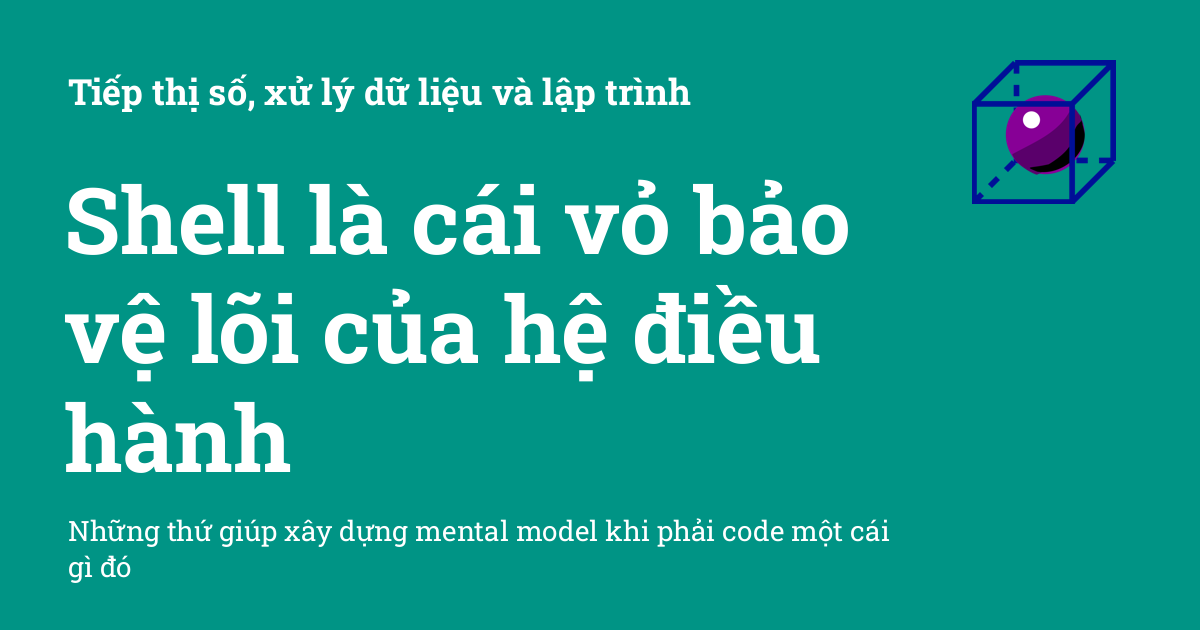 Tiếp thị số, xử lý dữ liệu và lập trình
Shell là cái vỏ bảo
vệ lõi của hệ điều
hành
Những thứ giúp xây dựng mental model khi phải code một cái
gì đó